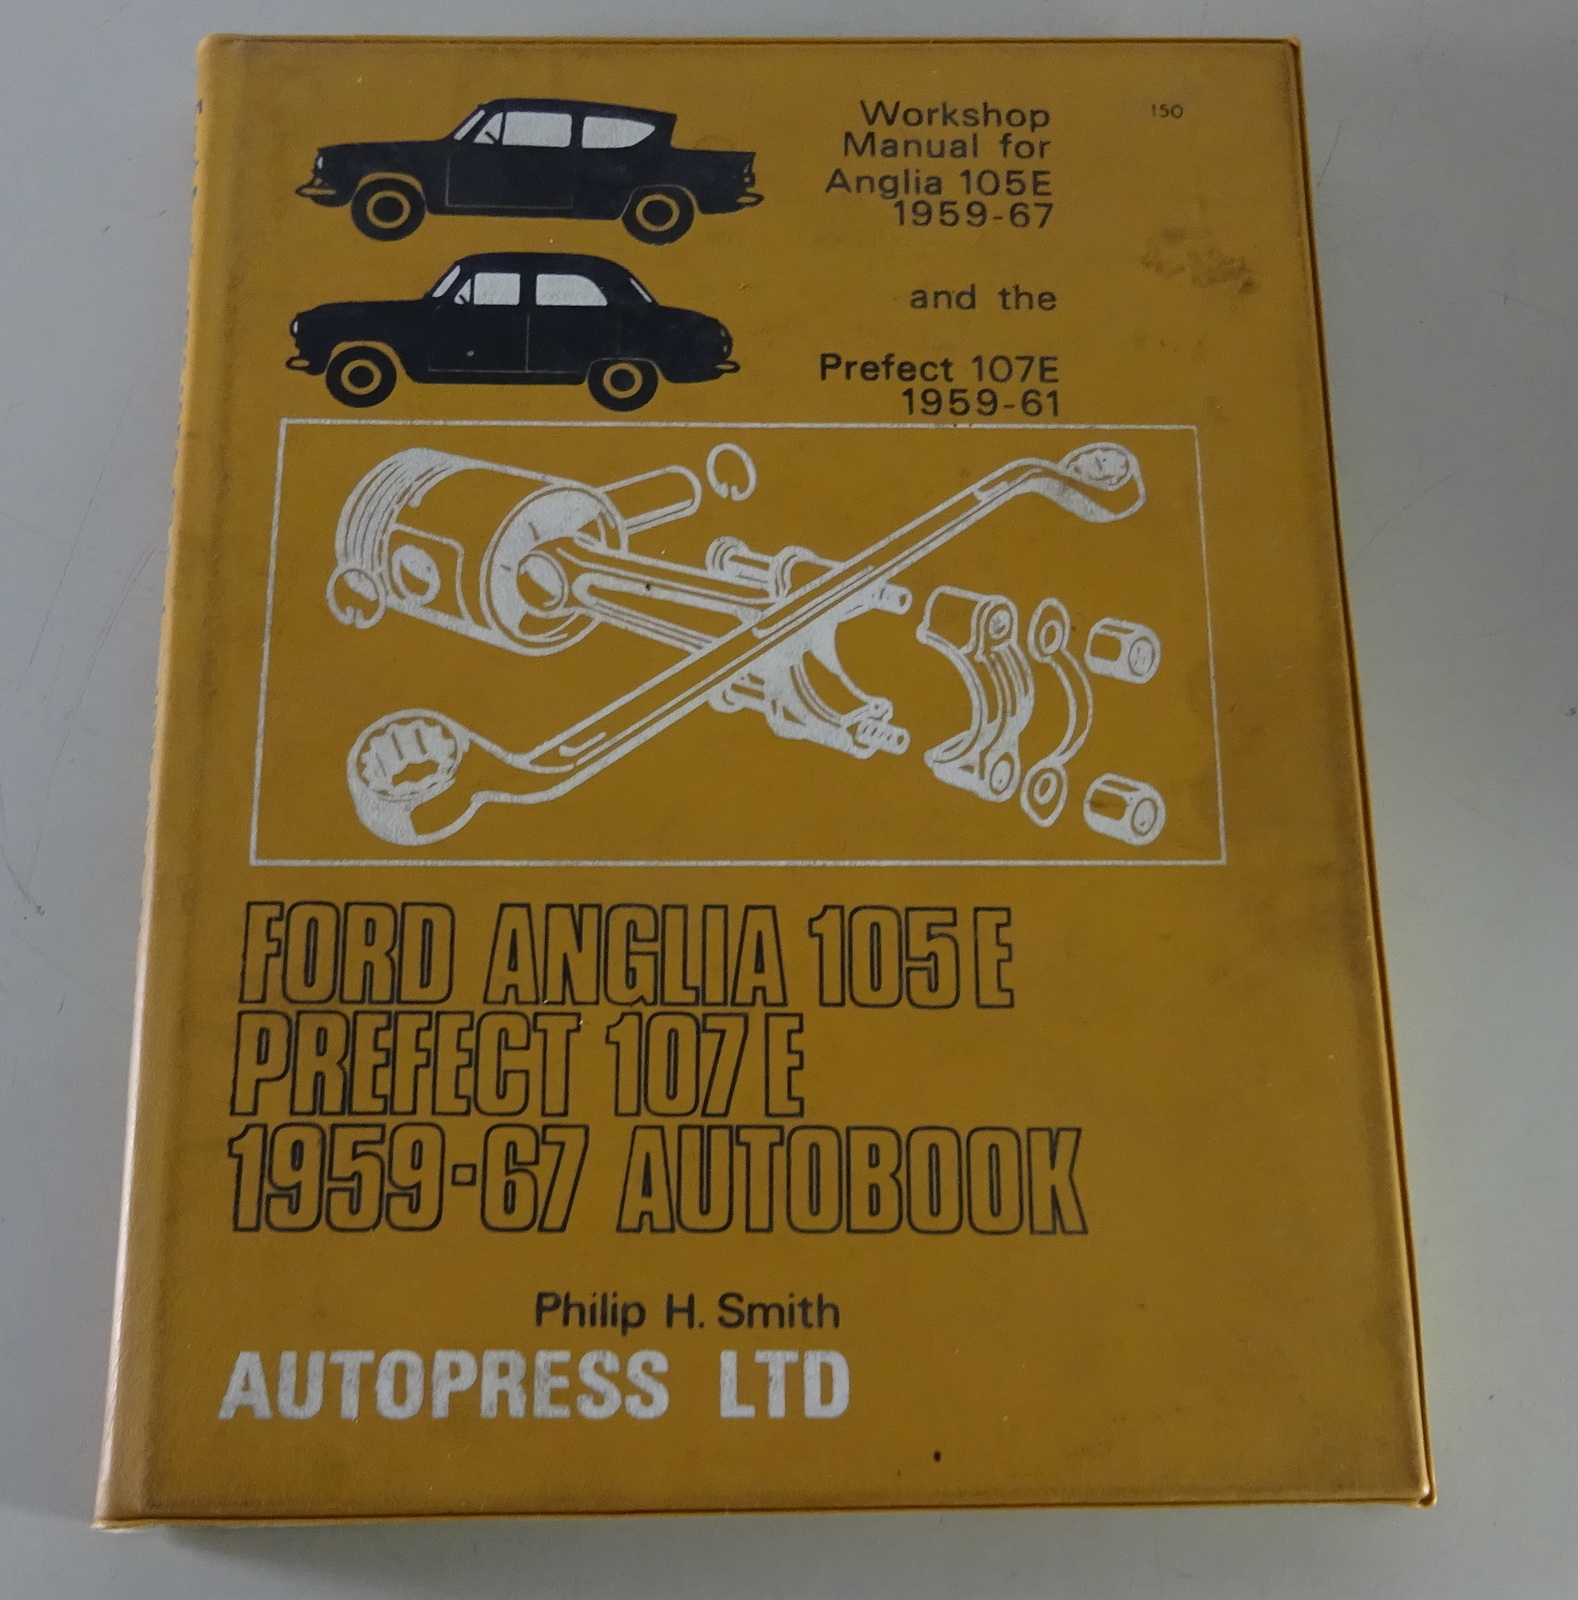 Workshop
Manual for
Anglia 105E
1959-67
150
and the
Prefect 107E
1959-61
FORD ANGLIA 105E
PREFECT 107E
1959-67 AUTOBOOK
Philip H. Smith
AUTOPRESS LTD